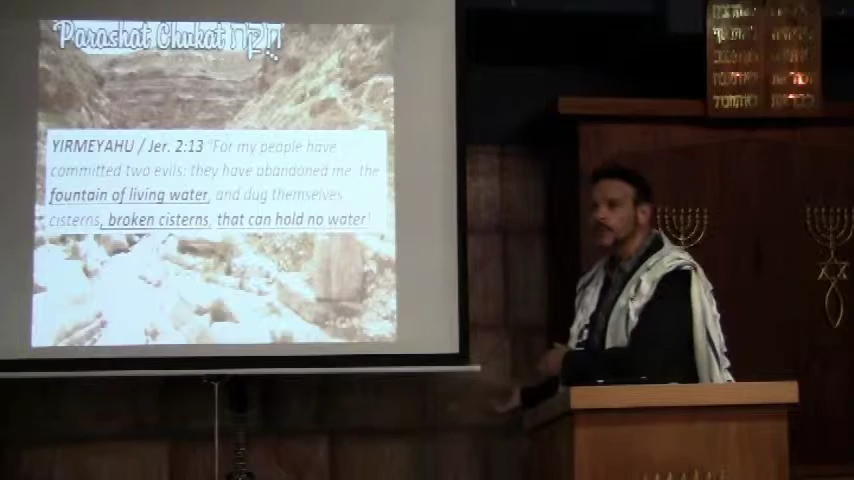 Parashat Chukat חֻקַּת
YIRMEYAHU / Jer. 2:13 "For my people have
committed two evils: they have abandoned me, the
fountain of living water, and dug themselves
cisterns, broken cisterns, that can hold no water!